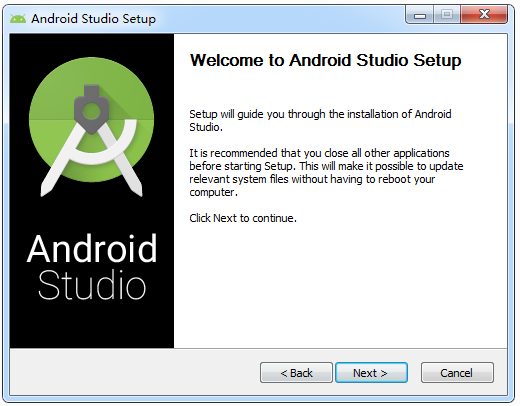 Android Studio Setup
Welcome to Android Studio Setup
Setup will guide you through the installation of Android
Studio.
It is recommended that you close all other applications
before starting Setup. This will make it possible to update
relevant system files without having to reboot your
computer.
Click Next to continue.
Android
Studio
< Back
Next >
Cancel